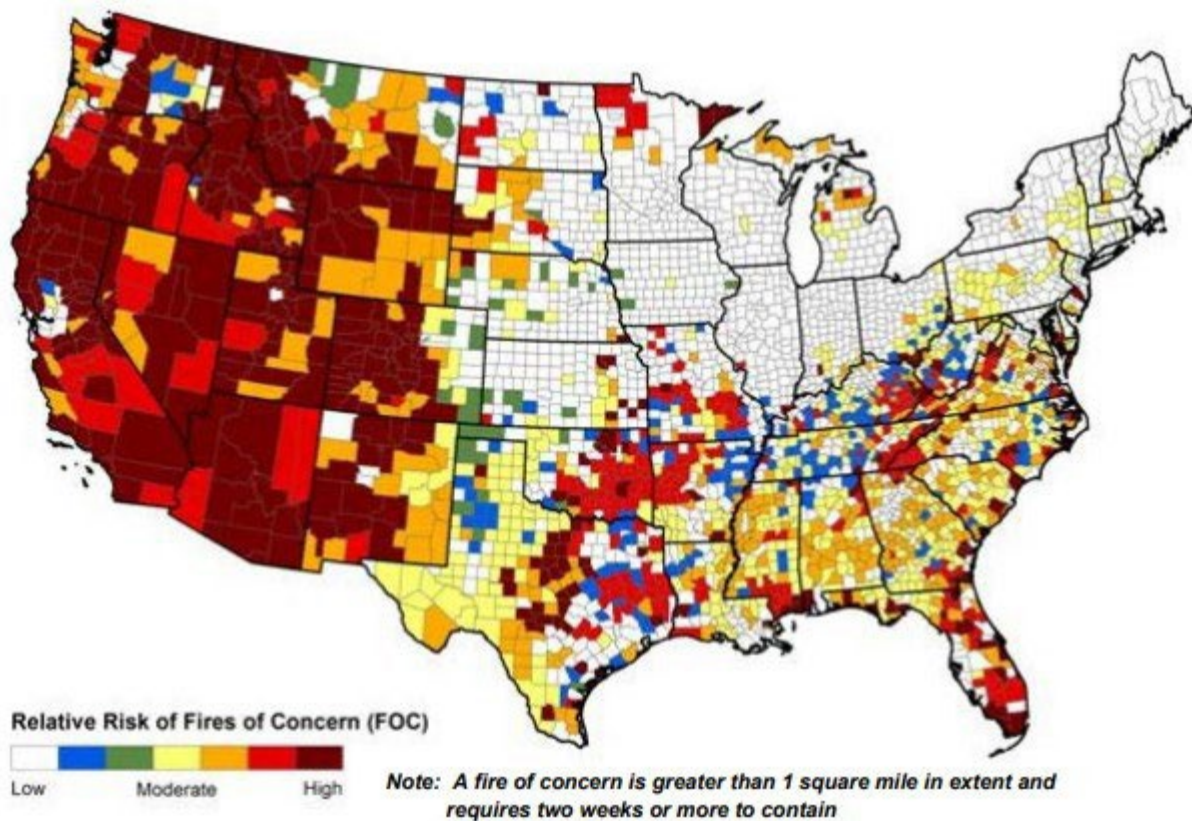 Relative Risk of Fires of Concern (FOC)
Low Moderate High
Note: A fire of concern is greater than 1 square mile in extent and
requires two weeks or more to contain